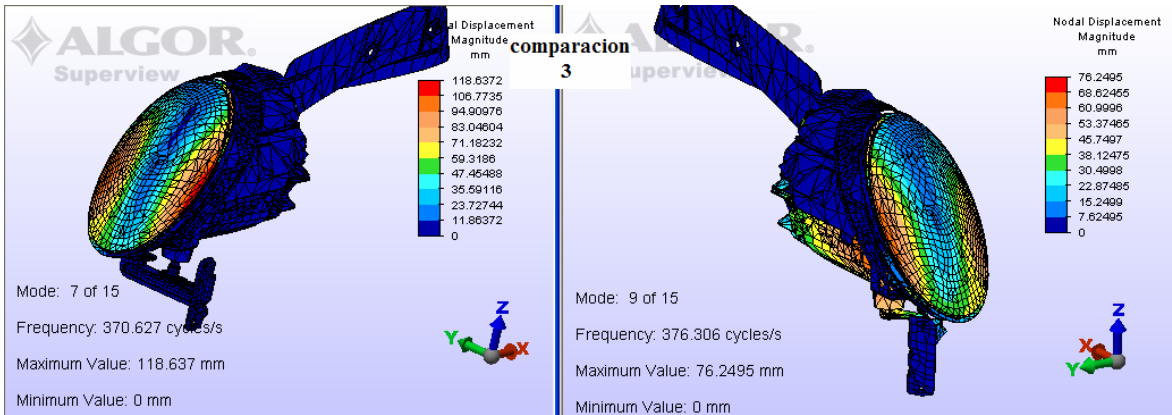 ALGOR®
Superview
Nodal Displacement
Magnitude
mm
118.6372
106.7735
94.90976
83.04604
71.18232
59.3186
47.45488
35.59116
23.72744
11.86372
0
Mode: 7 of 15
Frequency: 370.627 cycles/s
Maximum Value: 118.637 mm
Minimum Value: 0 mm
Z
Y
X
comparacion
3
ALGOR®
Superview
Nodal Displacement
Magnitude
mm
76.2495
68.62455
60.9996
53.37465
45.7497
38.12475
30.4998
22.87485
15.2499
7.62495
0
Mode: 9 of 15
Frequency: 376.306 cycles/s
Maximum Value: 76.2495 mm
Minimum Value: 0 mm
Z
X
Y